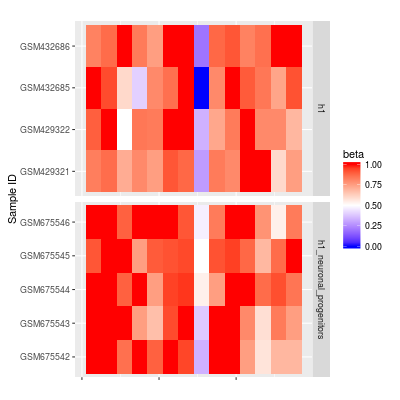 Sample ID
GSM432686
GSM432685
GSM429322
GSM429321
h1
GSM675546
GSM675545
GSM675544
GSM675543
GSM675542
h1_neuronal_progenitors
beta
1.00
0.75
0.50
0.25
0.00